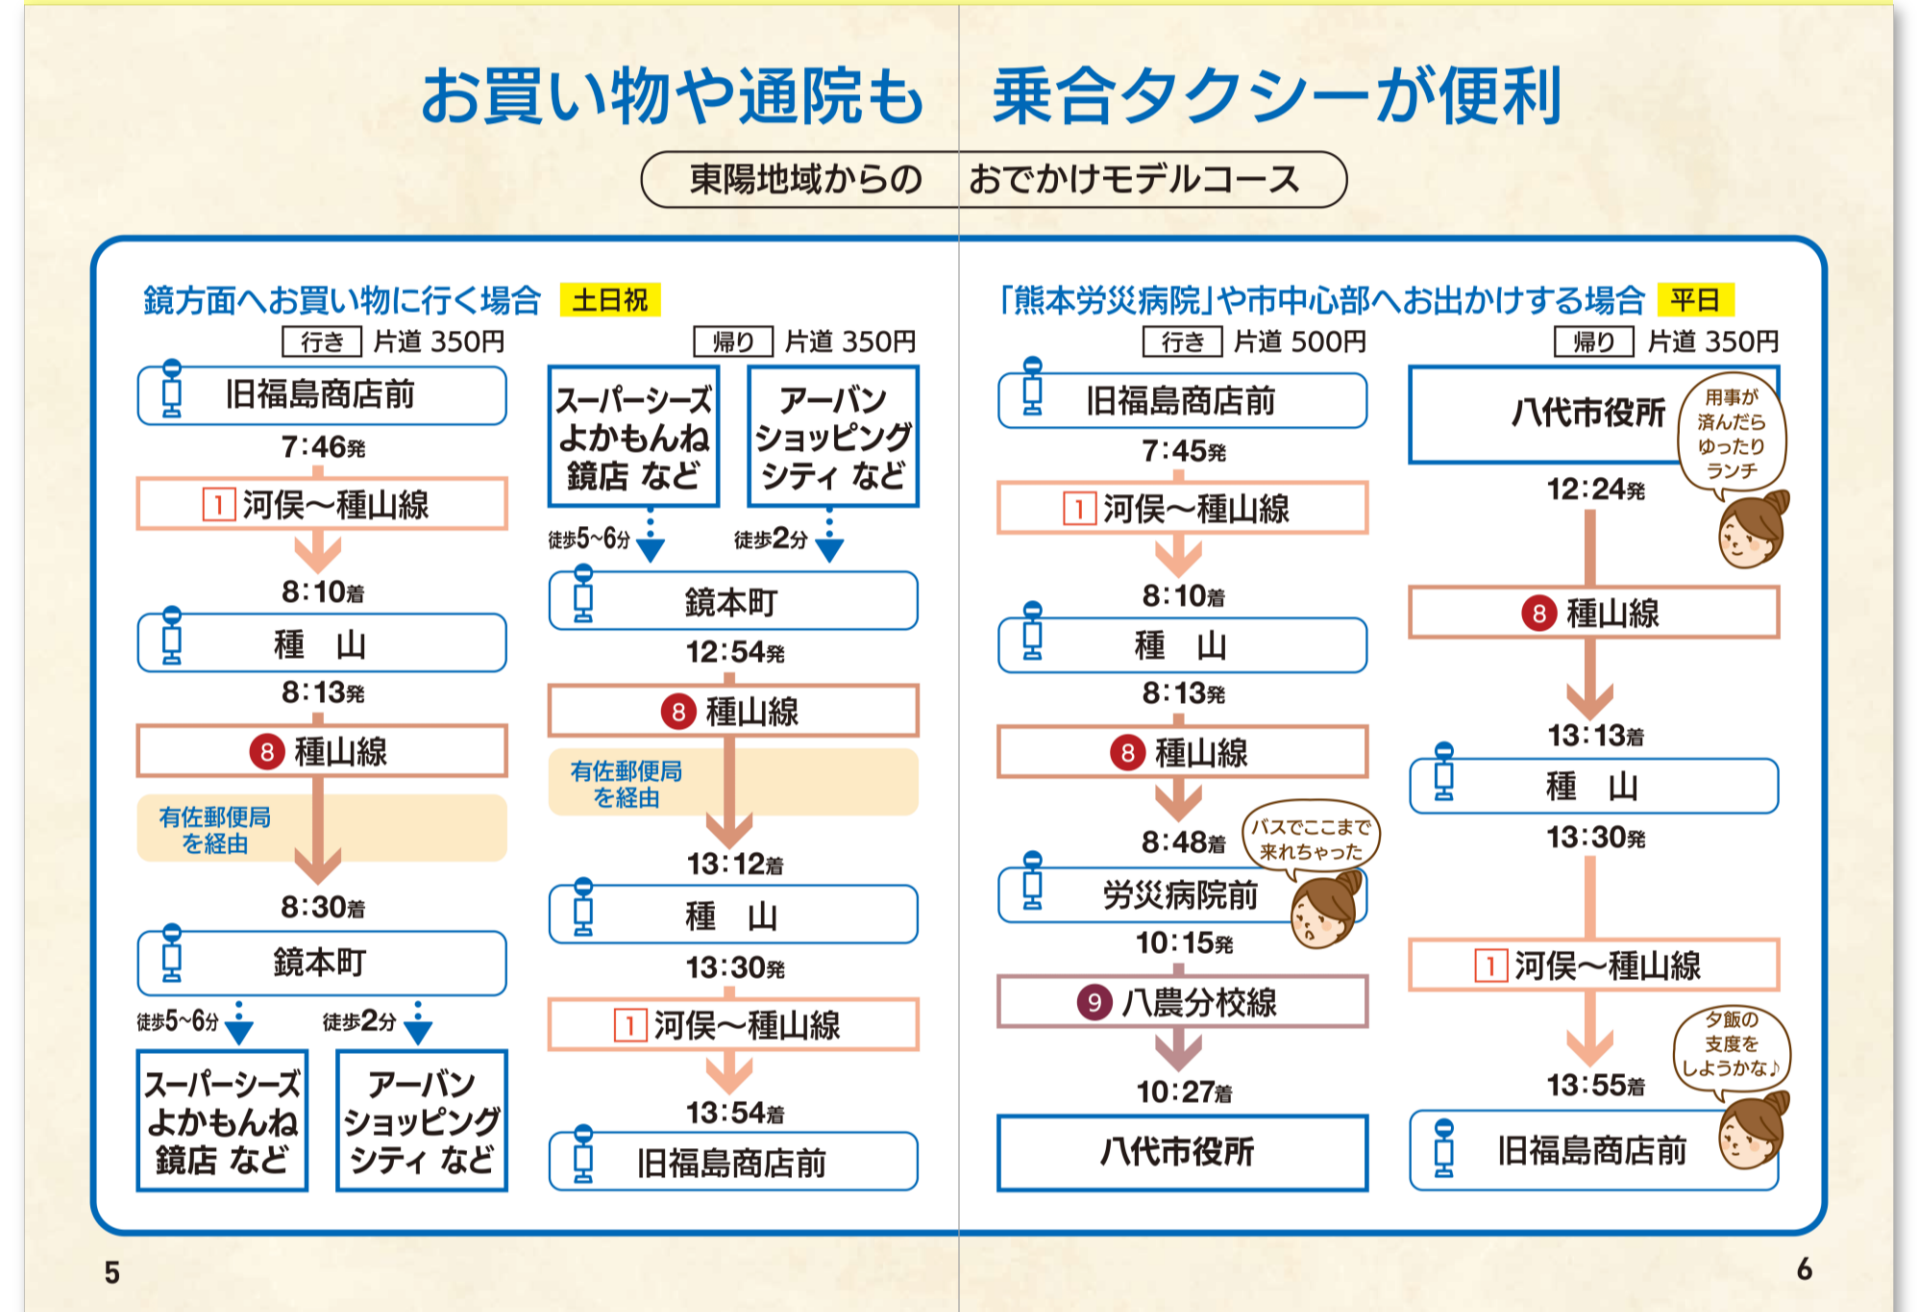 お買い物や通院も 乗合タクシーが便利
東陽地域からの おでかけモデルコース
鏡方面へお買い物に行く場合 土日祝
行き 片道 350円
旧福島商店前
7:46発
1 河俣～種山線
8:10着
種 山
8:13発
8 種山線
有佐郵便局
を経由
8:30着
鏡本町
徒歩5~6分 徒歩2分
スーパーシーズ
よかもんね
鏡店 など
アーバン
ショッピング
シティ など
帰り 片道 350円
スーパーシーズ
よかもんね
鏡店 など
アーバン
ショッピング
シティ など
徒歩5~6分 徒歩2分
鏡本町
12:54発
8 種山線
有佐郵便局
を経由
13:12着
種 山
13:30発
1 河俣～種山線
13:54着
旧福島商店前
「熊本労災病院」や市中心部へお出かけする場合 平日
行き 片道 500円
旧福島商店前
7:45発
1 河俣～種山線
8:10着
種 山
8:13発
8 種山線
8:48着
バスでここまで
来れちゃった
労災病院前
10:15発
9 八農分校線
10:27着
八代市役所
帰り 片道 350円
八代市役所
用事が
済んだら
ゆったり
ランチ
12:24発
8 種山線
13:13着
種 山
13:30発
1 河俣～種山線
夕飯の
支度を
しようかな♪
13:55着
旧福島商店前
5
6